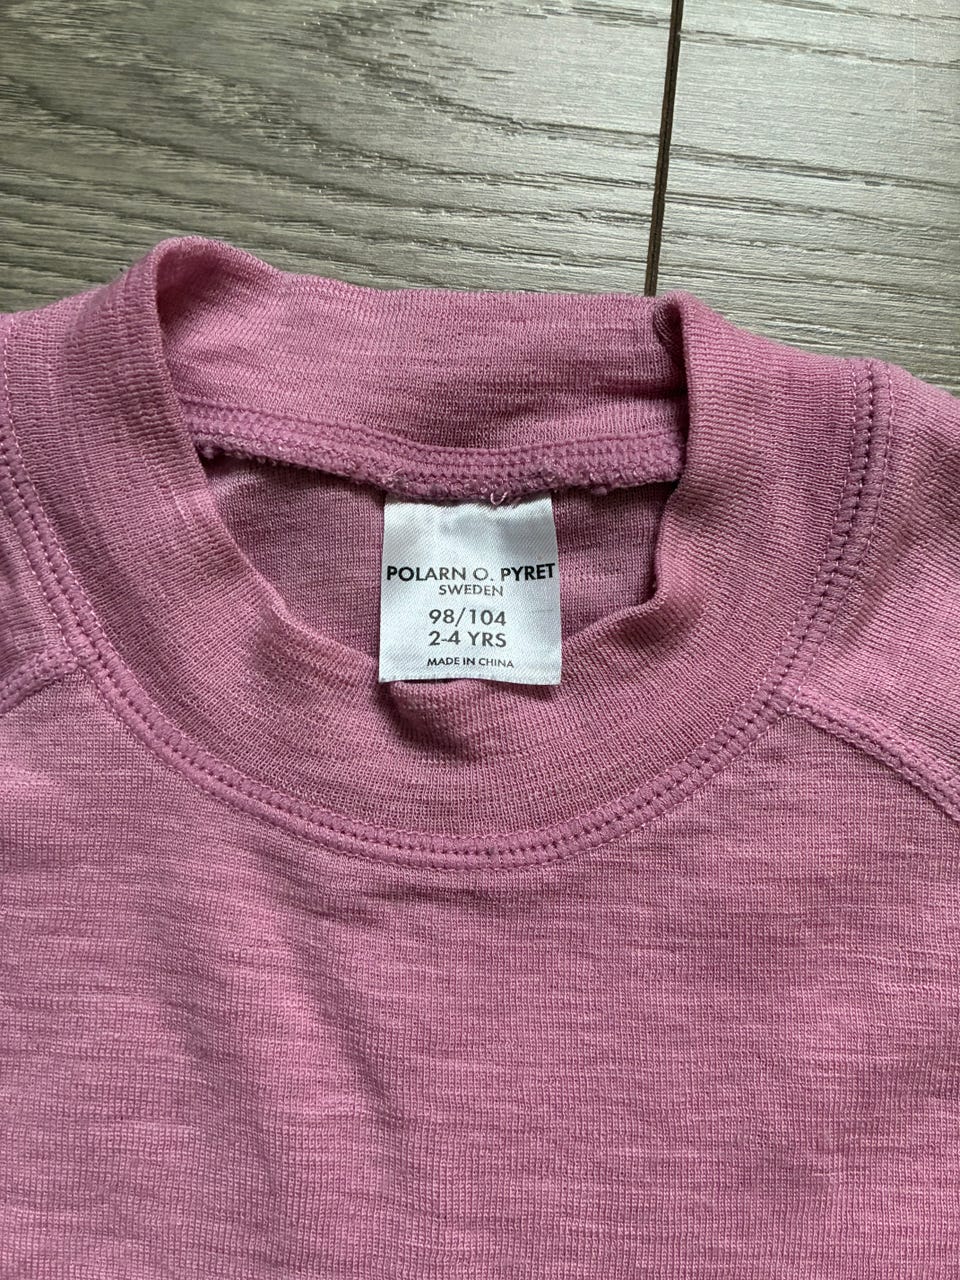 POLARN O. PYRET
SWEDEN
98/104
2-4 YRS
MADE IN CHINA